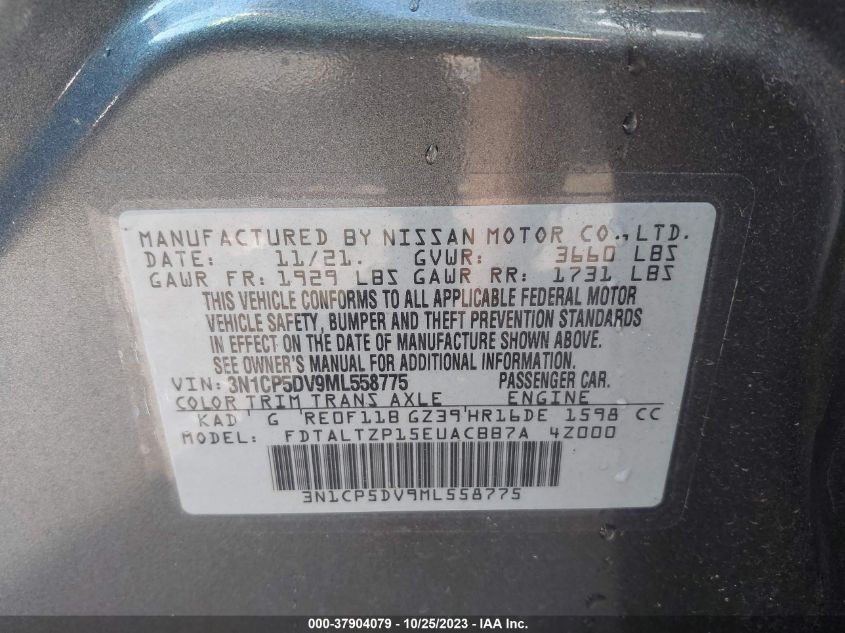 MANUFACTURED BY NISSAN MOTOR CO., LTD.
DATE: 11/21. GVWR: 3660 LBS
GAWR FR: 1929 LBS GAWR RR: 1731 LBS
THIS VEHICLE CONFORMS TO ALL APPLICABLE FEDERAL MOTOR
VEHICLE SAFETY, BUMPER AND THEFT PREVENTION STANDARDS
IN EFFECT ON THE DATE OF MANUFACTURE SHOWN ABOVE.
SEE OWNER'S MANUAL FOR ADDITIONAL INFORMATION.
VIN: 3N1CP5DV9ML558775 PASSENGER CAR.
COLOR TRIM TRANS AXLE ENGINE
KAD G RE0F11B GZ39 HR16DE 1598 CC
MODEL: FDTALTZP15EUACBB7A 4Z000
3N1CP5DV9ML558775
000-37904079 - 10/25/2023 - IAA Inc.